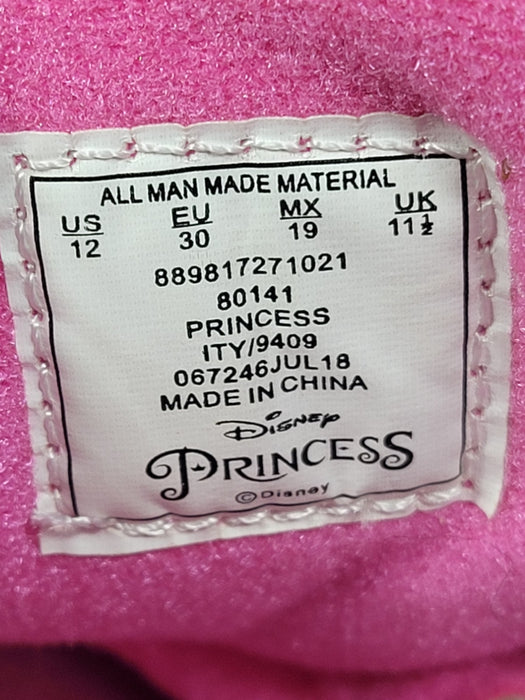 ALL MAN MADE MATERIAL
US EU MX UK
12 30 19 11½
889817271021
80141
PRINCESS
ITY/9409
067246JUL18
MADE IN CHINA
Disney
PRINCESS
©Disney